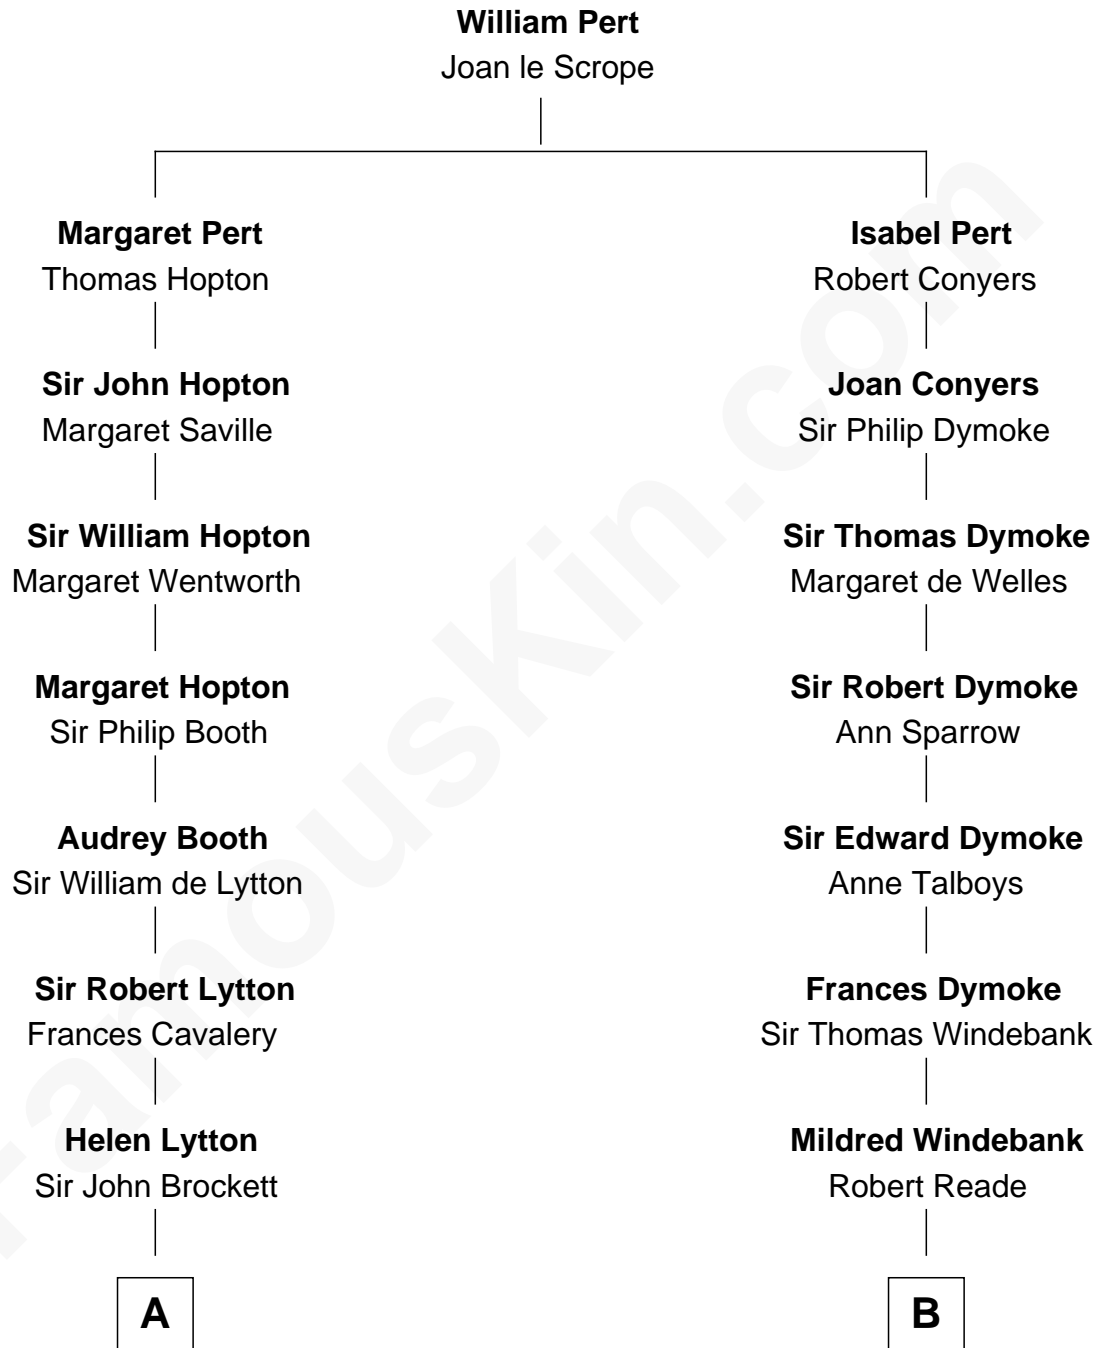 William Pert
Joan le Scrope
Margaret Pert
Thomas Hopton
Isabel Pert
Robert Conyers
Sir John Hopton
Margaret Saville
Joan Conyers
Sir Philip Dymoke
Sir William Hopton
Margaret Wentworth
Sir Thomas Dymoke
Margaret de Welles
Margaret Hopton
Sir Philip Booth
Sir Robert Dymoke
Ann Sparrow
Audrey Booth
Sir William de Lytton
Sir Edward Dymoke
Anne Talboys
Sir Robert Lytton
Frances Cavalery
Frances Dymoke
Sir Thomas Windebank
Helen Lytton
Sir John Brockett
Mildred Windebank
Robert Reade
A
B
FamousKin.com